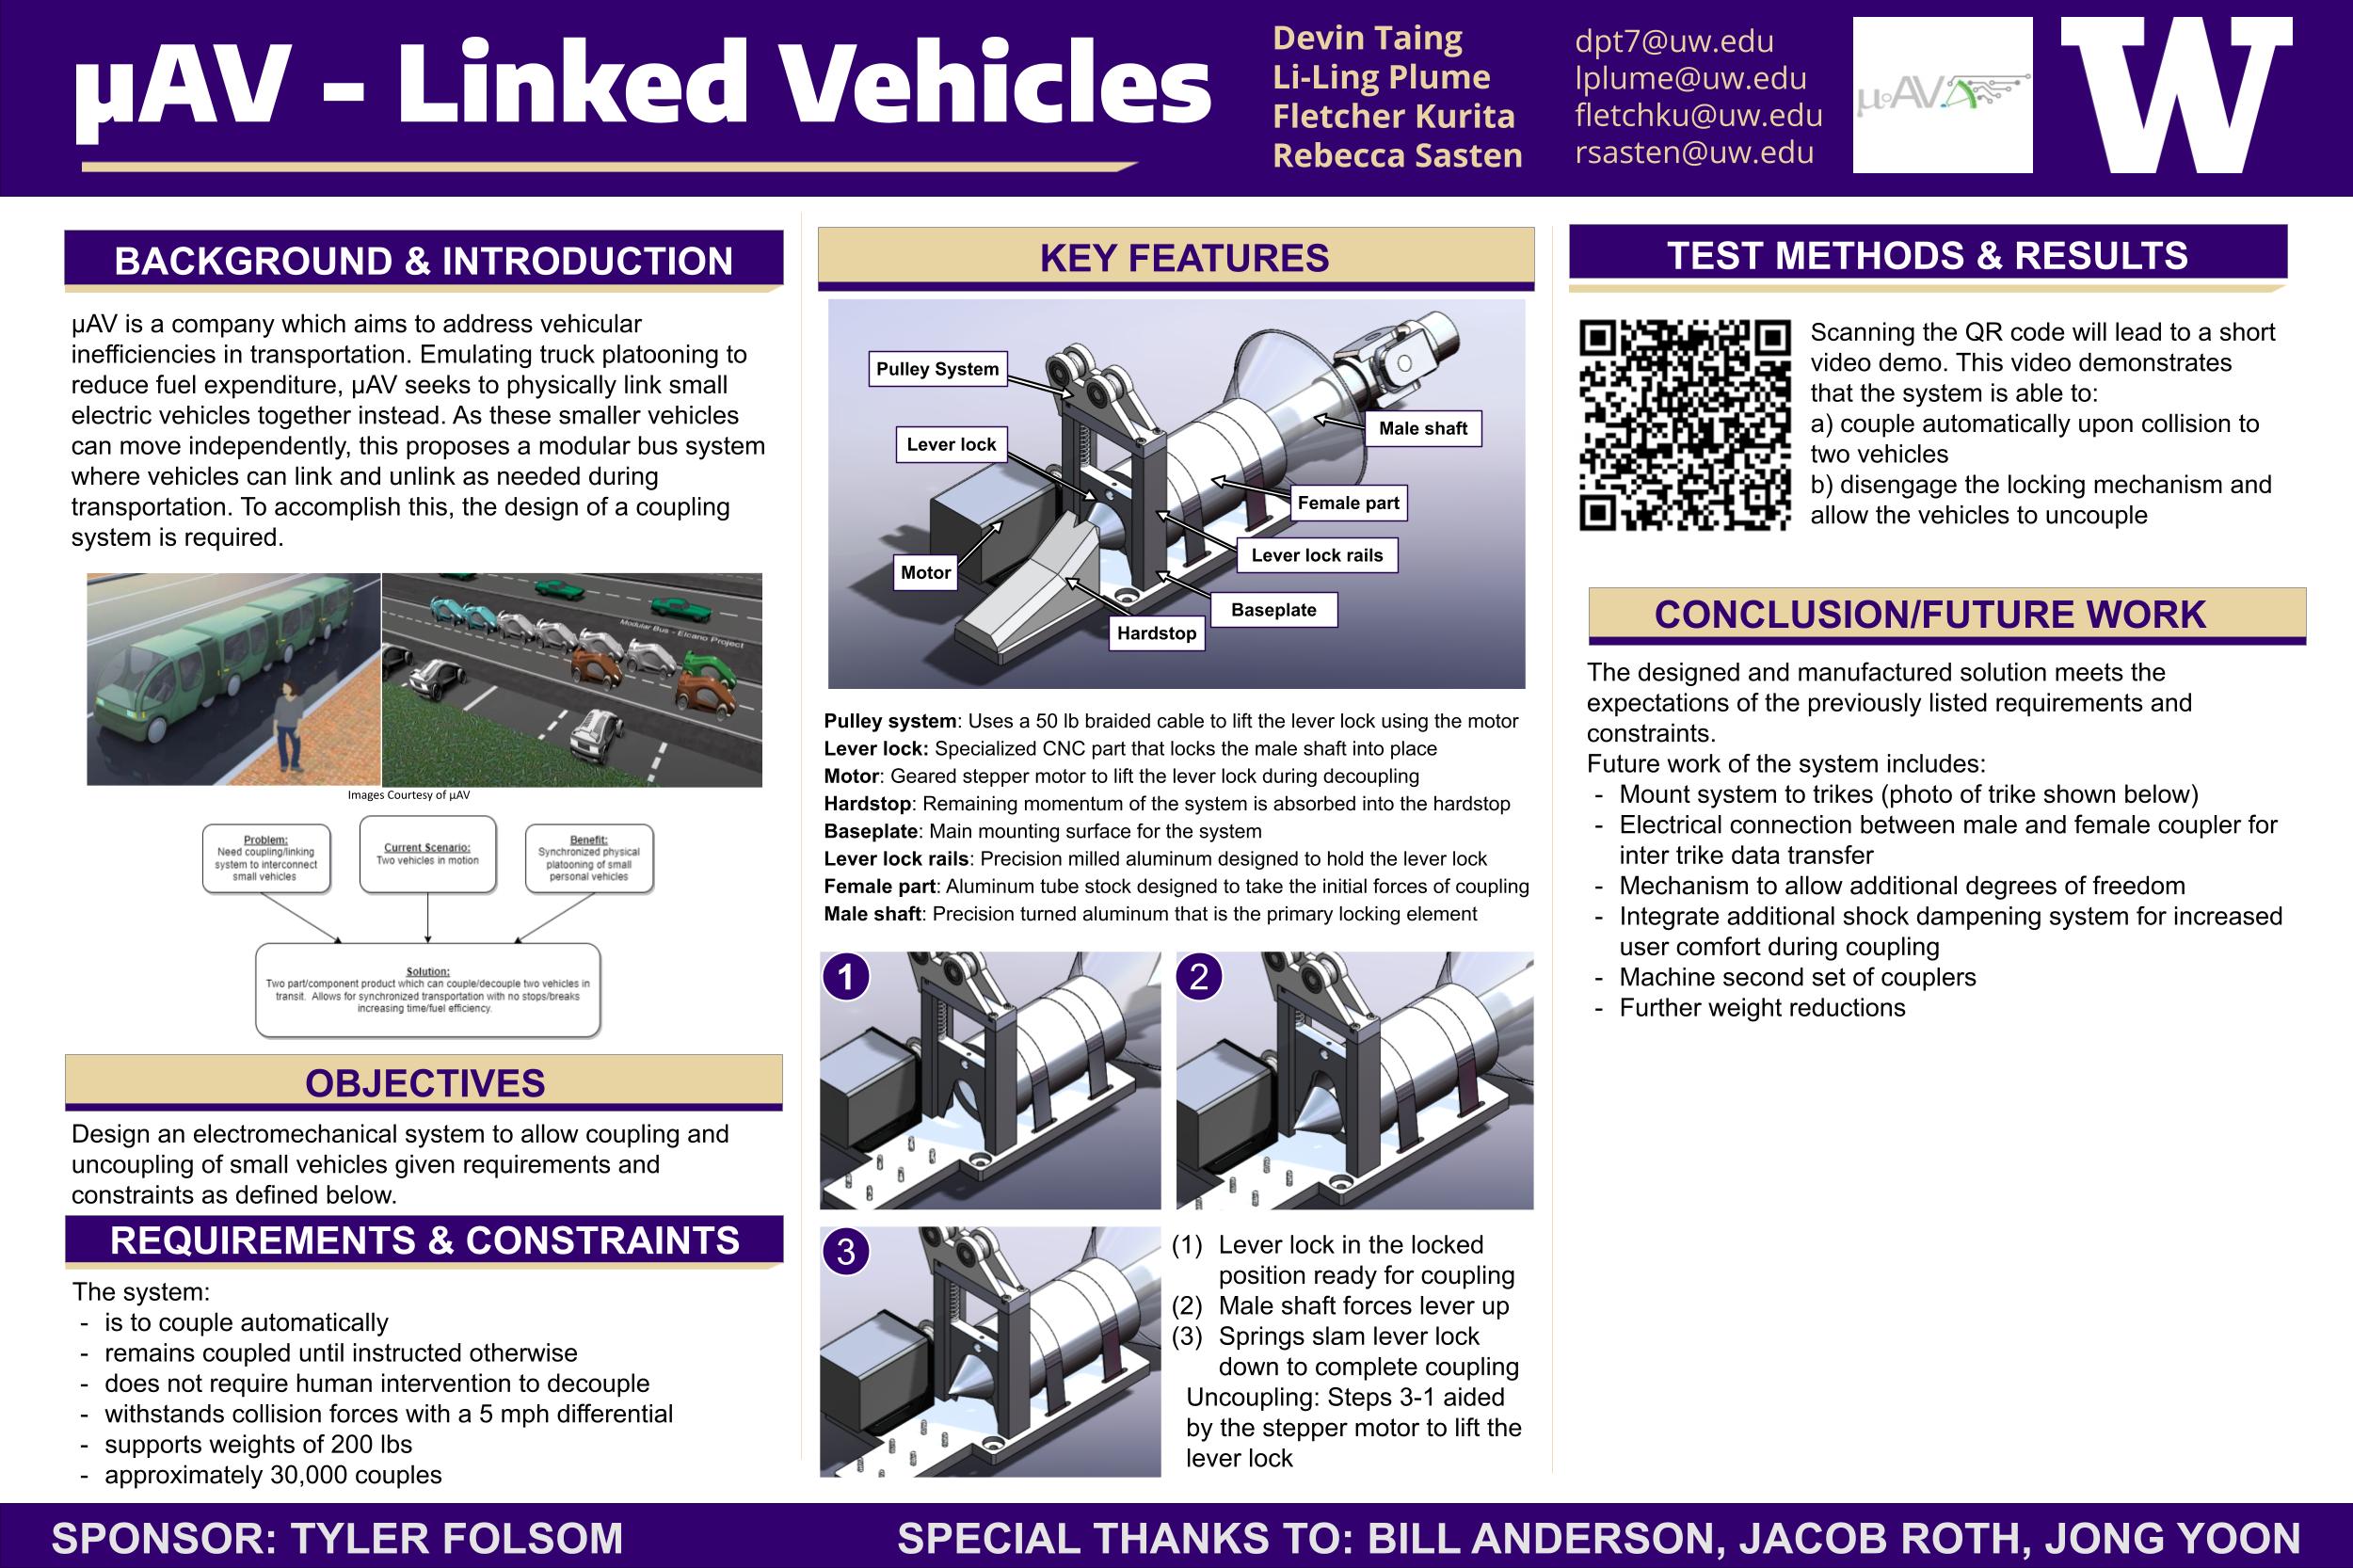 µAV - Linked Vehicles
Devin Taing
Li-Ling Plume
Fletcher Kurita
Rebecca Sasten
dpt7@uw.edu
lplume@uw.edu
fletchku@uw.edu
rsasten@uw.edu
µAV
W
BACKGROUND & INTRODUCTION
µAV is a company which aims to address vehicular
inefficiencies in transportation. Emulating truck platooning to
reduce fuel expenditure, µAV seeks to physically link small
electric vehicles together instead. As these smaller vehicles
can move independently, this proposes a modular bus system
where vehicles can link and unlink as needed during
transportation. To accomplish this, the design of a coupling
system is required.
Modular Bus - Elcano Project
Images Courtesy of µAV
Problem:
Need coupling/linking
system to interconnect
small vehicles
Current Scenario:
Two vehicles in motion
Benefit:
Synchronized physical
platooning of small
personal vehicles
Solution:
Two part/component product which can couple/decouple two vehicles in
transit. Allows for synchronized transportation with no stops/breaks
increasing time/fuel efficiency.
OBJECTIVES
Design an electromechanical system to allow coupling and
uncoupling of small vehicles given requirements and
constraints as defined below.
REQUIREMENTS & CONSTRAINTS
The system:
- is to couple automatically
- remains coupled until instructed otherwise
- does not require human intervention to decouple
- withstands collision forces with a 5 mph differential
- supports weights of 200 lbs
- approximately 30,000 couples
KEY FEATURES
Pulley System
Lever lock
Motor
Male shaft
Female part
Lever lock rails
Baseplate
Hardstop
Pulley system: Uses a 50 lb braided cable to lift the lever lock using the motor
Lever lock: Specialized CNC part that locks the male shaft into place
Motor: Geared stepper motor to lift the lever lock during decoupling
Hardstop: Remaining momentum of the system is absorbed into the hardstop
Baseplate: Main mounting surface for the system
Lever lock rails: Precision milled aluminum designed to hold the lever lock
Female part: Aluminum tube stock designed to take the initial forces of coupling
Male shaft: Precision turned aluminum that is the primary locking element
1
2
3
(1) Lever lock in the locked
position ready for coupling
(2) Male shaft forces lever up
(3) Springs slam lever lock
down to complete coupling
Uncoupling: Steps 3-1 aided
by the stepper motor to lift the
lever lock
TEST METHODS & RESULTS
Scanning the QR code will lead to a short
video demo. This video demonstrates
that the system is able to:
a) couple automatically upon collision to
two vehicles
b) disengage the locking mechanism and
allow the vehicles to uncouple
CONCLUSION/FUTURE WORK
The designed and manufactured solution meets the
expectations of the previously listed requirements and
constraints.
Future work of the system includes:
- Mount system to trikes (photo of trike shown below)
- Electrical connection between male and female coupler for
inter trike data transfer
- Mechanism to allow additional degrees of freedom
- Integrate additional shock dampening system for increased
user comfort during coupling
- Machine second set of couplers
- Further weight reductions
SPONSOR: TYLER FOLSOM
SPECIAL THANKS TO: BILL ANDERSON, JACOB ROTH, JONG YOON